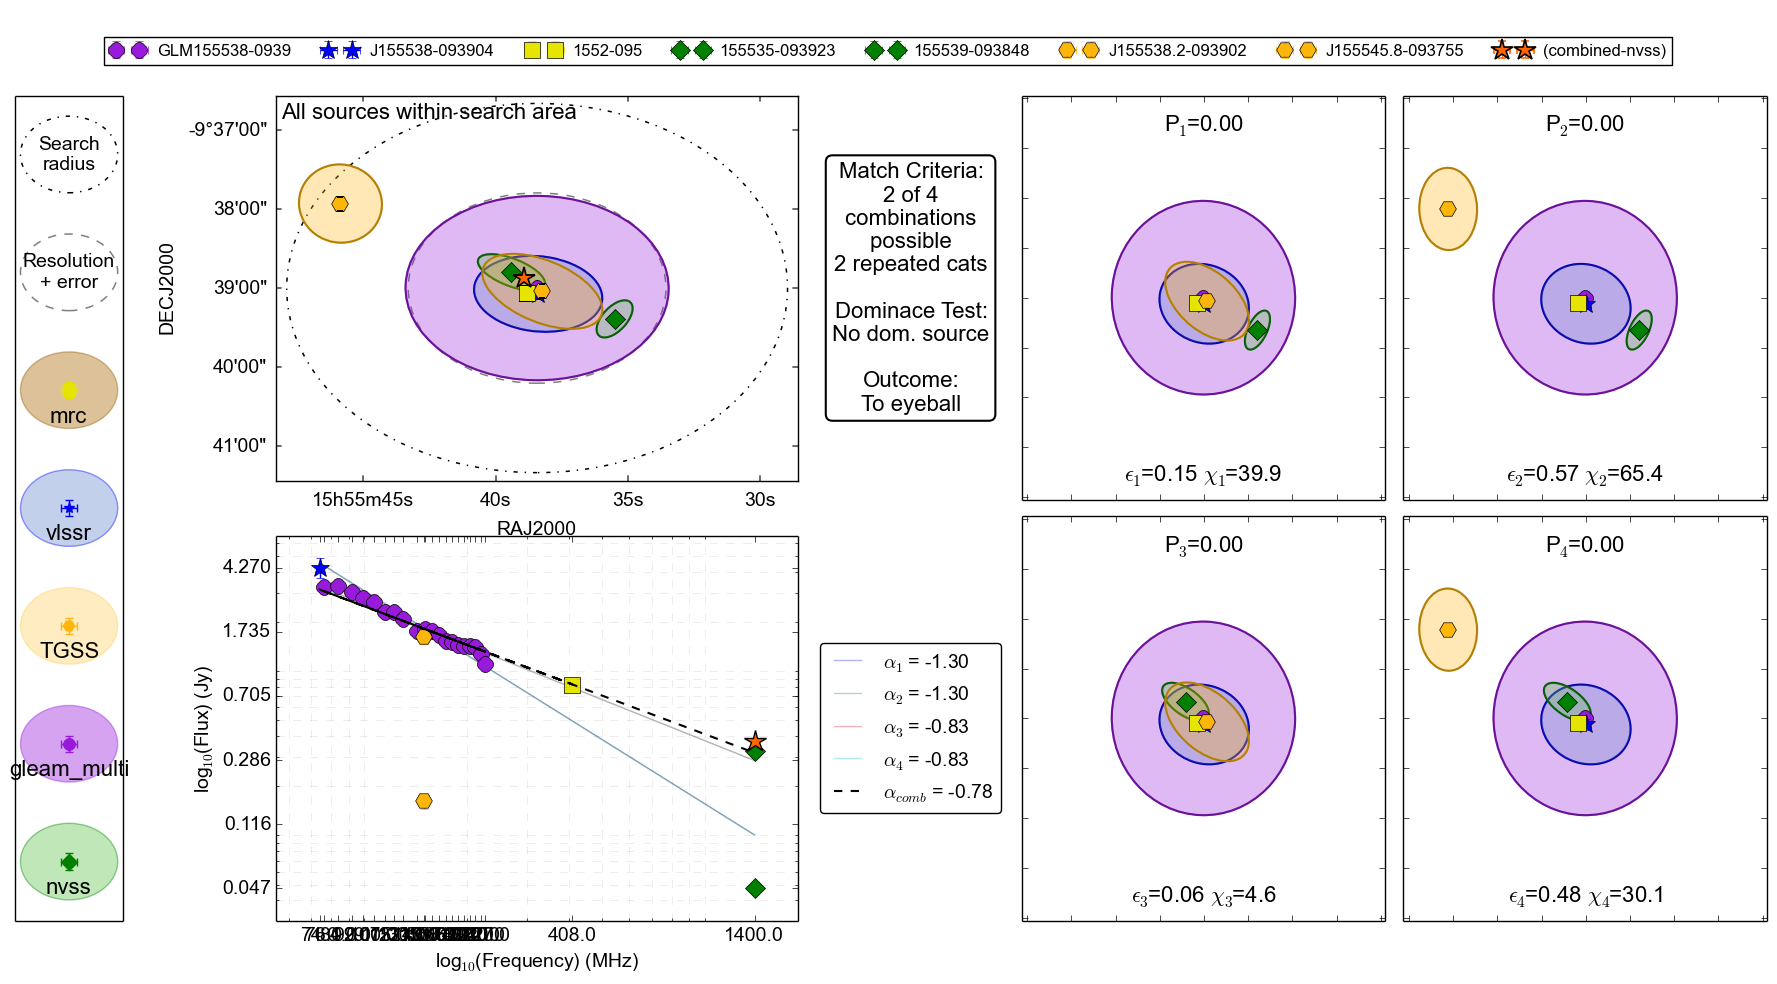 GLM155538-0939 J155538-093904 1552-095 155535-093923 155539-093848 J155538.2-093902 J155545.8-093755 (combined-nvss)
Search
radius
Resolution
+ error
mrc
vlssr
TGSS
gleam_multi
nvss
All sources within search area
-9°37'00"
38'00"
39'00"
40'00"
41'00"
DECJ2000
15h55m45s 40s 35s 30s
RAJ2000
Match Criteria:
2 of 4
combinations
possible
2 repeated cats
Dominace Test:
No dom. source
Outcome:
To eyeball
P₁=0.00
ϵ₁=0.15 χ₁=39.9
P₂=0.00
ϵ₂=0.57 χ₂=65.4
4.270
1.735
0.705
0.286
0.116
0.047
log₁₀(Flux) (Jy)
408.0 1400.0
log₁₀(Frequency) (MHz)
α₁ = -1.30
α₂ = -1.30
α₃ = -0.83
α₄ = -0.83
α_comb = -0.78
P₃=0.00
ϵ₃=0.06 χ₃=4.6
P₄=0.00
ϵ₄=0.48 χ₄=30.1